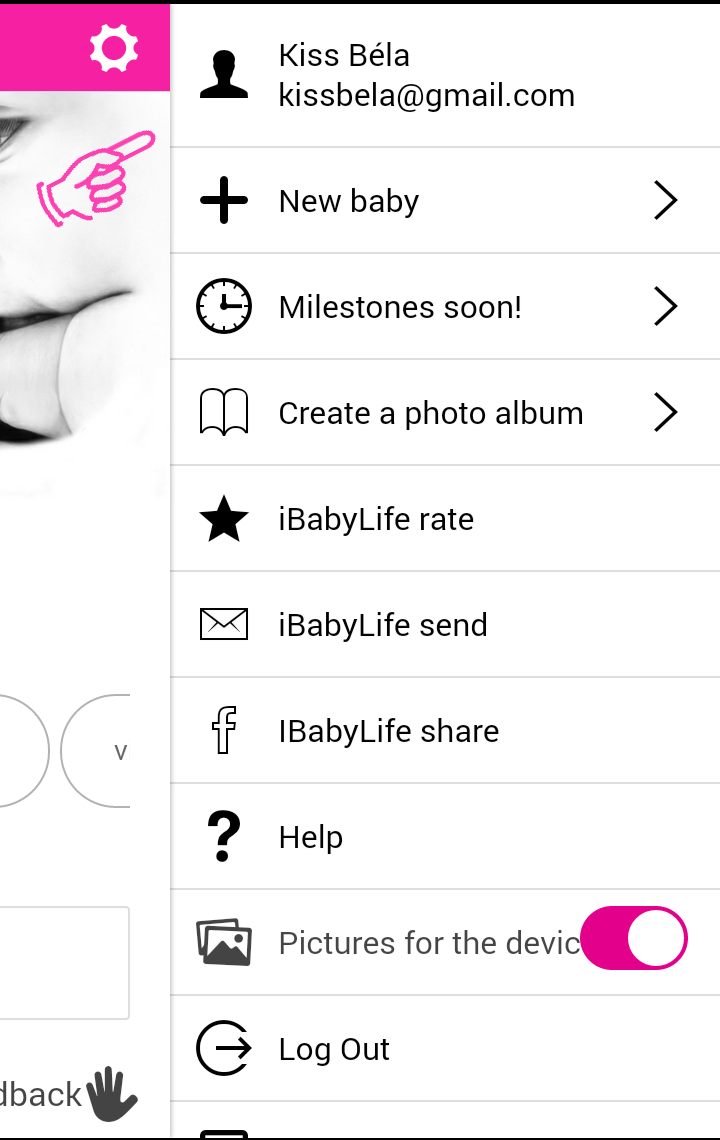 Kiss Béla
kissbela@gmail.com
New baby
Milestones soon!
Create a photo album
iBabyLife rate
iBabyLife send
IBabyLife share
v
Help
Pictures for the devic
Log Out
dback